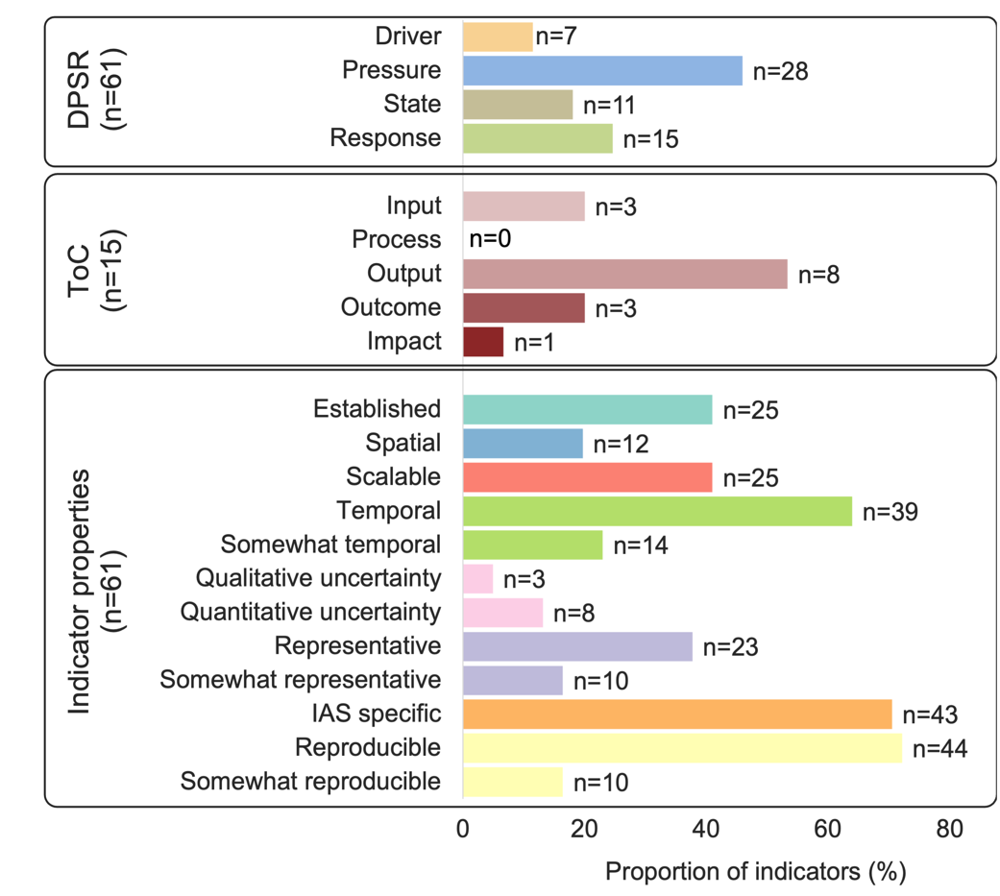 DPSR
(n=61)
Driver n=7
Pressure n=28
State n=11
Response n=15
ToC
(n=15)
Input n=3
Process n=0
Output n=8
Outcome n=3
Impact n=1
Indicator properties
(n=61)
Established n=25
Spatial n=12
Scalable n=25
Temporal n=39
Somewhat temporal n=14
Qualitative uncertainty n=3
Quantitative uncertainty n=8
Representative n=23
Somewhat representative n=10
IAS specific n=43
Reproducible n=44
Somewhat reproducible n=10
0 20 40 60 80
Proportion of indicators (%)